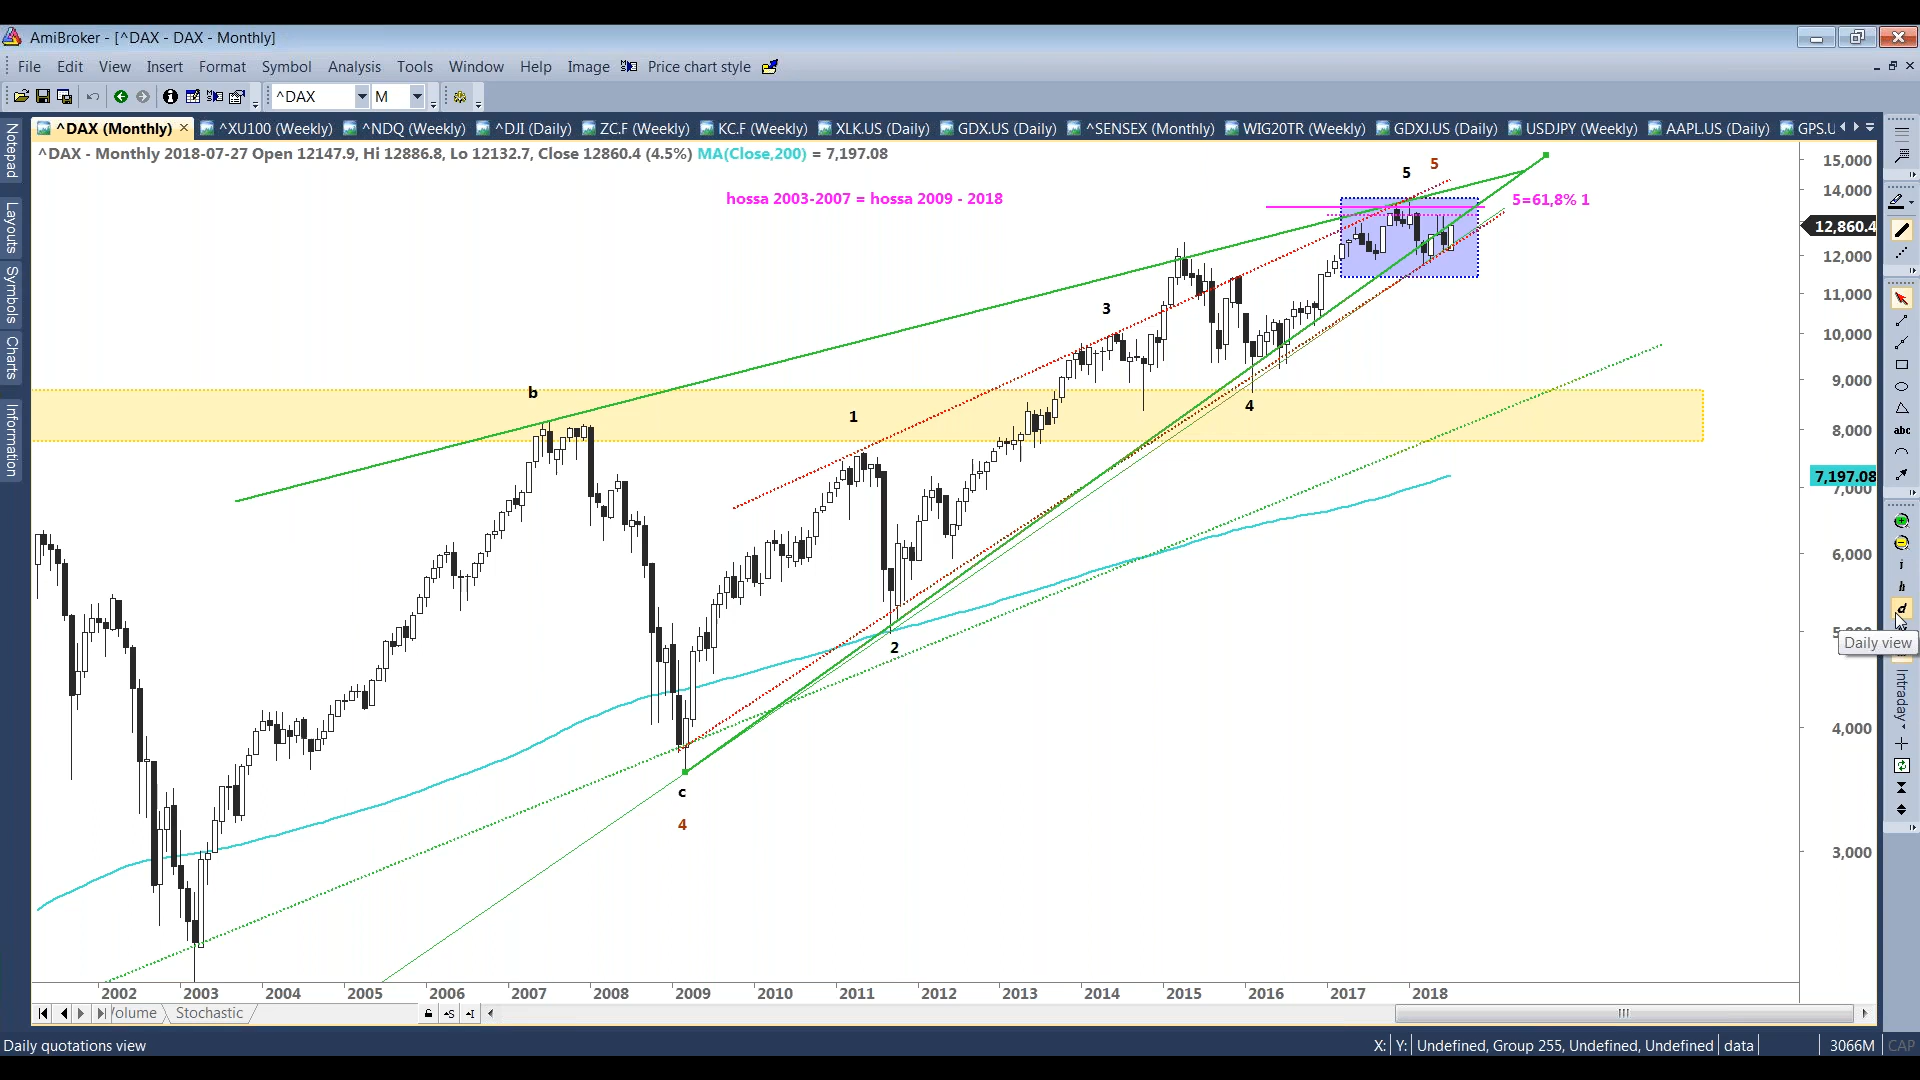 AmiBroker - [^DAX - DAX - Monthly]
File Edit View Insert Format Symbol Analysis Tools Window Help Image Price chart style
^DAX M
^DAX (Monthly) ^XU100 (Weekly) ^NDQ (Weekly) ^DJI (Daily) ZC.F (Weekly) KC.F (Weekly) XLK.US (Daily) GDX.US (Daily) ^SENSEX (Monthly) WIG20TR (Weekly) GDXJ.US (Daily) USDJPY (Weekly) AAPL.US (Daily) GPS.U
^DAX - Monthly 2018-07-27 Open 12147.9, Hi 12886.8, Lo 12132.7, Close 12860.4 (4.5%) MA(Close,200) = 7,197.08
Notepad
Layouts
Symbols
Charts
Information
hossa 2003-2007 = hossa 2009 - 2018
5
5
5=61,8% 1
3
b
1
4
2
c
4
15,000
14,000
12,860.4
12,000
11,000
10,000
9,000
8,000
7,197.08
7,000
6,000
4,000
3,000
abc
i
h
d
Daily view
Intraday
2002 2003 2004 2005 2006 2007 2008 2009 2010 2011 2012 2013 2014 2015 2016 2017 2018
olume Stochastic
Daily quotations view
X: Y: Undefined, Group 255, Undefined, Undefined data 3066M CAP